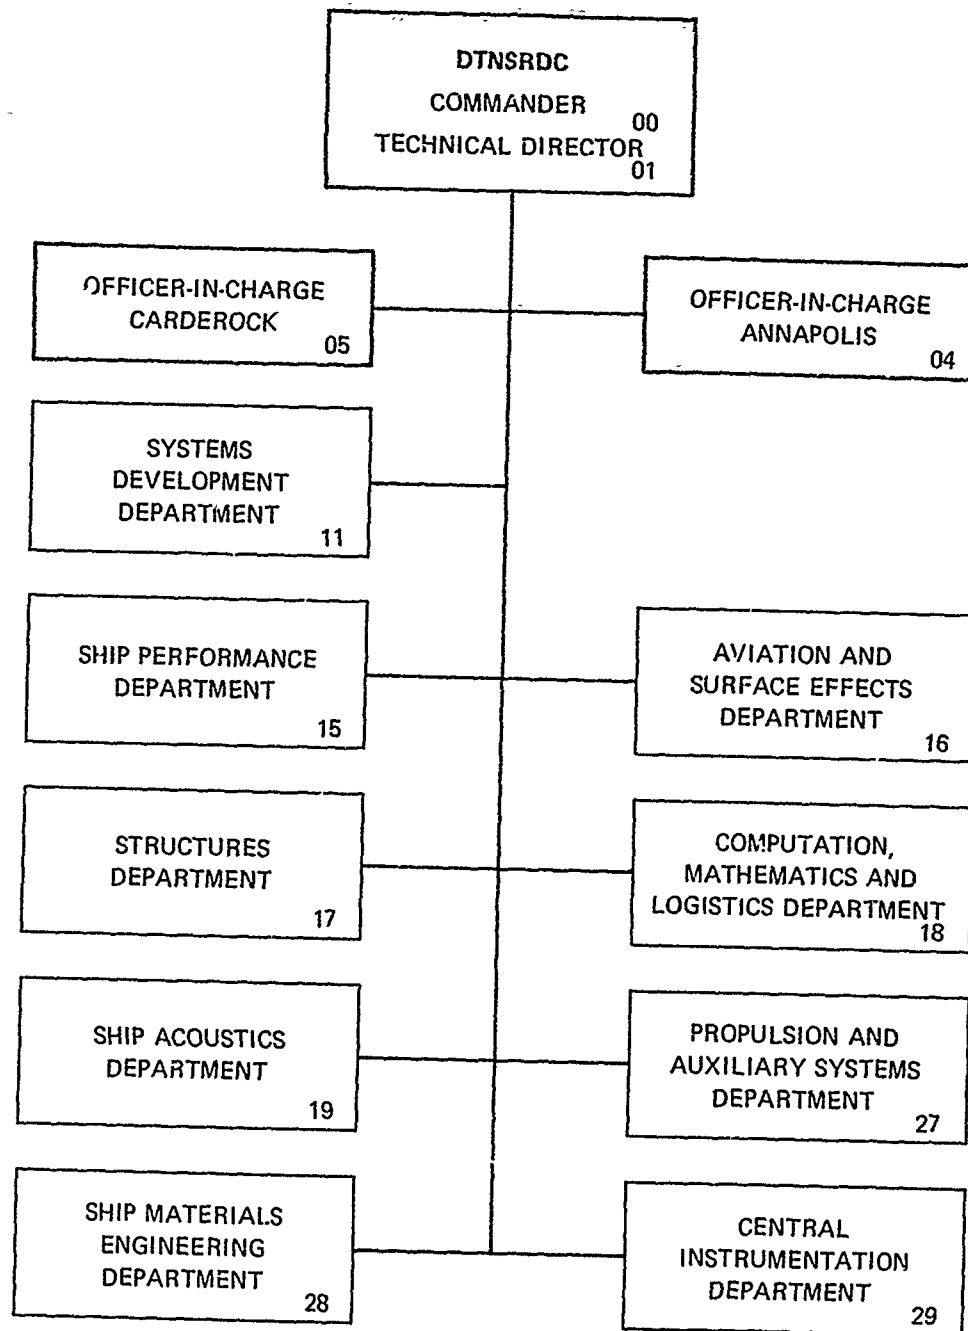 DTNSRDC
COMMANDER 00
TECHNICAL DIRECTOR
01
OFFICER-IN-CHARGE
CARDEROCK
05
OFFICER-IN-CHARGE
ANNAPOLIS
04
SYSTEMS
DEVELOPMENT
DEPARTMENT
11
SHIP PERFORMANCE
DEPARTMENT
15
AVIATION AND
SURFACE EFFECTS
DEPARTMENT
16
STRUCTURES
DEPARTMENT
17
COMPUTATION,
MATHEMATICS AND
LOGISTICS DEPARTMENT
18
SHIP ACOUSTICS
DEPARTMENT
19
PROPULSION AND
AUXILIARY SYSTEMS
DEPARTMENT
27
SHIP MATERIALS
ENGINEERING
DEPARTMENT
28
CENTRAL
INSTRUMENTATION
DEPARTMENT
29